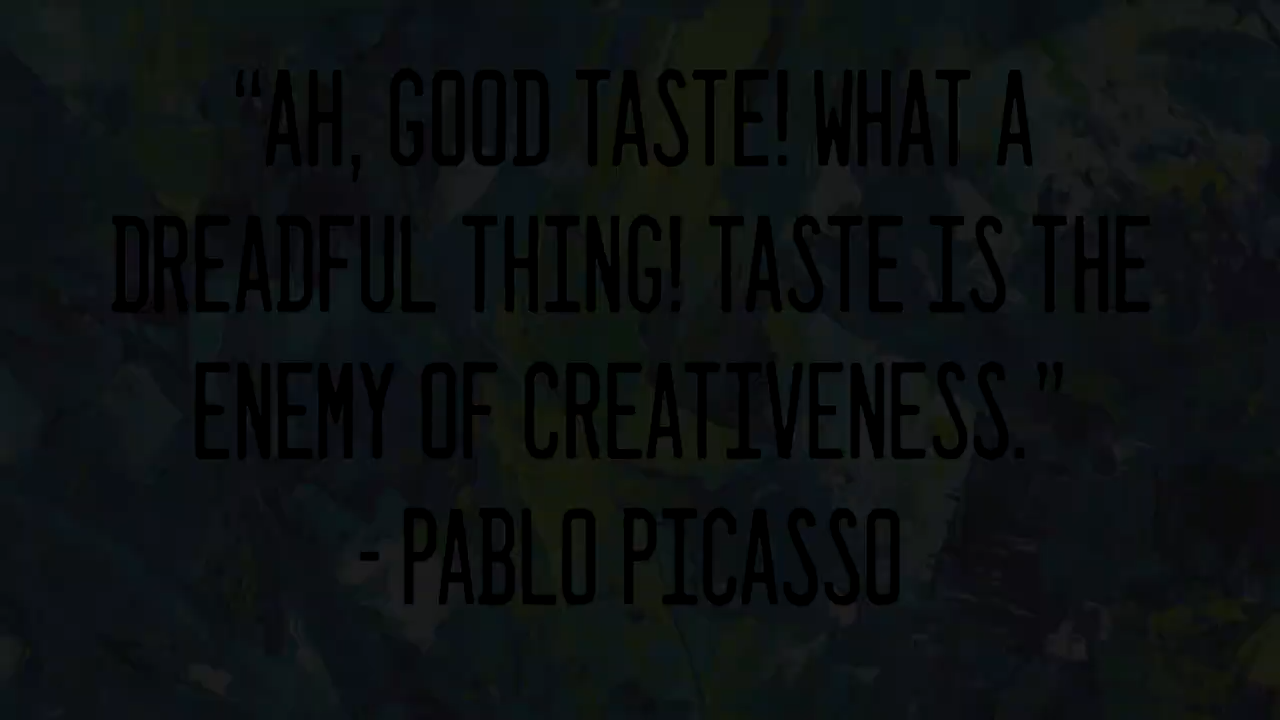 “AH, GOOD TASTE! WHAT A
DREADFUL THING! TASTE IS THE
ENEMY OF CREATIVENESS.”
- PABLO PICASSO